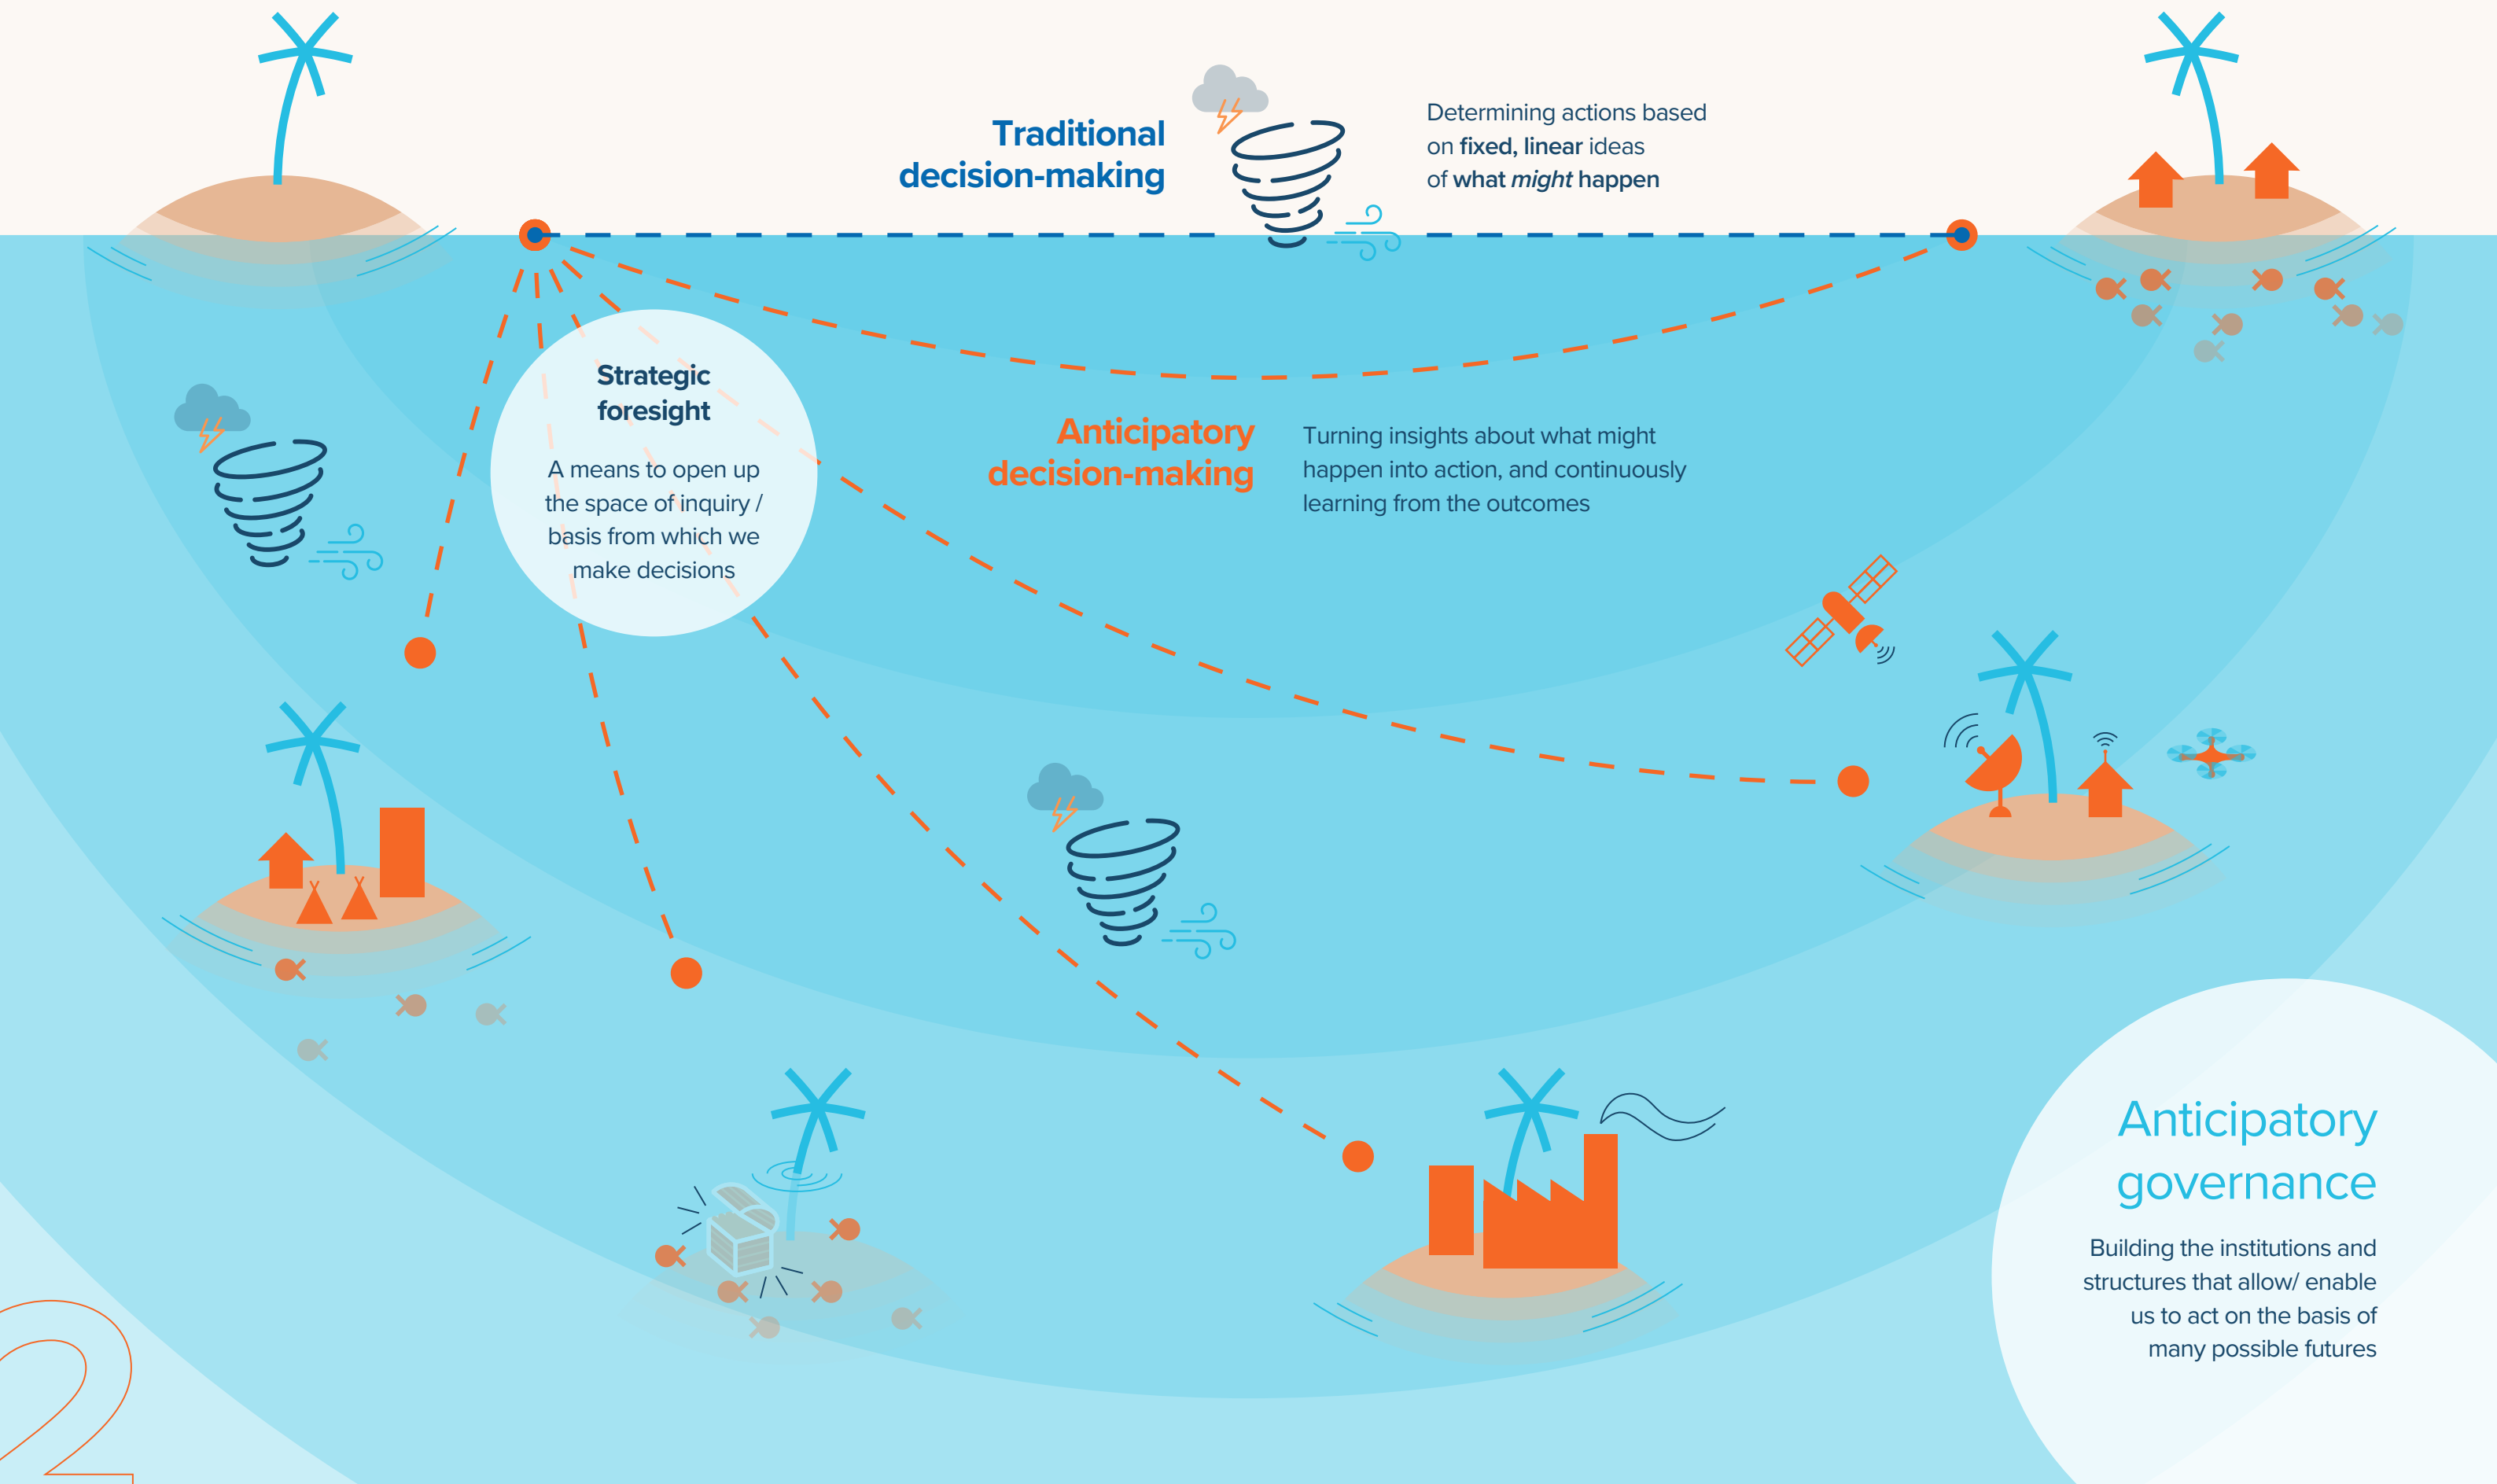 Traditional
decision-making
Determining actions based
on fixed, linear ideas
of what might happen
Strategic
foresight
A means to open up
the space of inquiry /
basis from which we
make decisions
Anticipatory
decision-making
Turning insights about what might
happen into action, and continuously
learning from the outcomes
Anticipatory
governance
Building the institutions and
structures that allow/ enable
us to act on the basis of
many possible futures
2